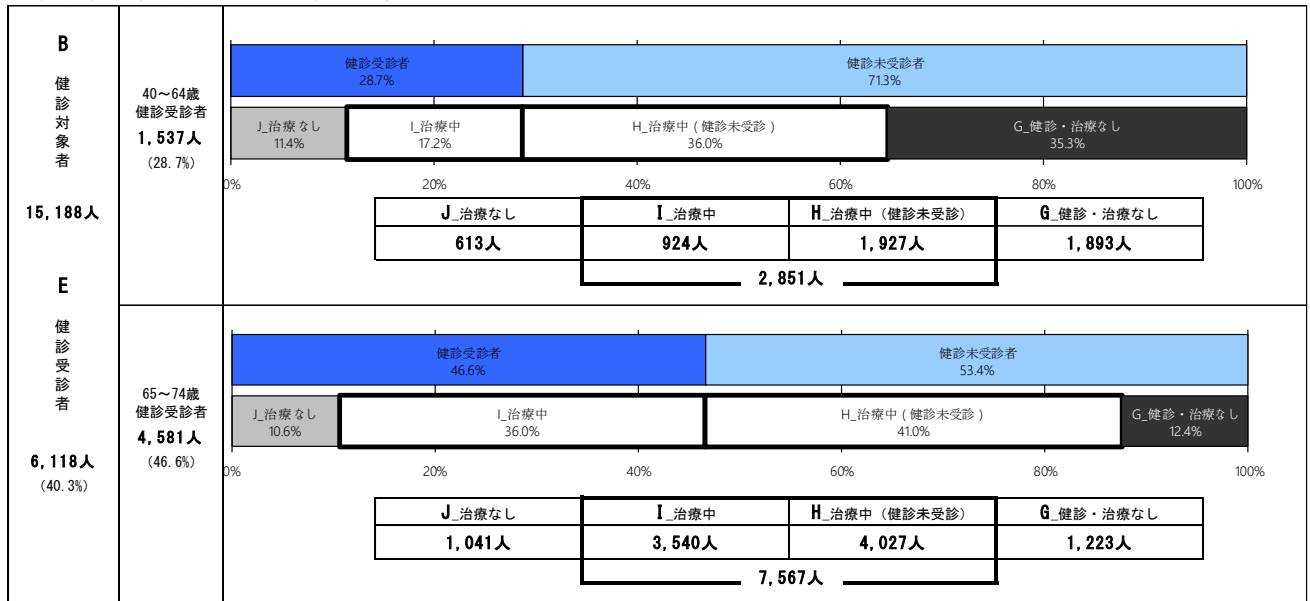 B
健診対象者
15,188人
E
健診受診者
6,118人
(40.3%)
40～64歳
健診受診者
1,537人
(28.7%)
健診受診者
28.7%
健診未受診者
71.3%
J_治療なし
11.4%
I_治療中
17.2%
H_治療中 ( 健診未受診 )
36.0%
G_健診・治療なし
35.3%
0% 20% 40% 60% 80% 100%
J_治療なし I_治療中 H_治療中（健診未受診） G_健診・治療なし
613人 924人 1,927人 1,893人
2,851人
65～74歳
健診受診者
4,581人
(46.6%)
健診受診者
46.6%
健診未受診者
53.4%
J_治療なし
10.6%
I_治療中
36.0%
H_治療中 ( 健診未受診 )
41.0%
G_健診・治療なし
12.4%
0% 20% 40% 60% 80% 100%
J_治療なし I_治療中 H_治療中（健診未受診） G_健診・治療なし
1,041人 3,540人 4,027人 1,223人
7,567人